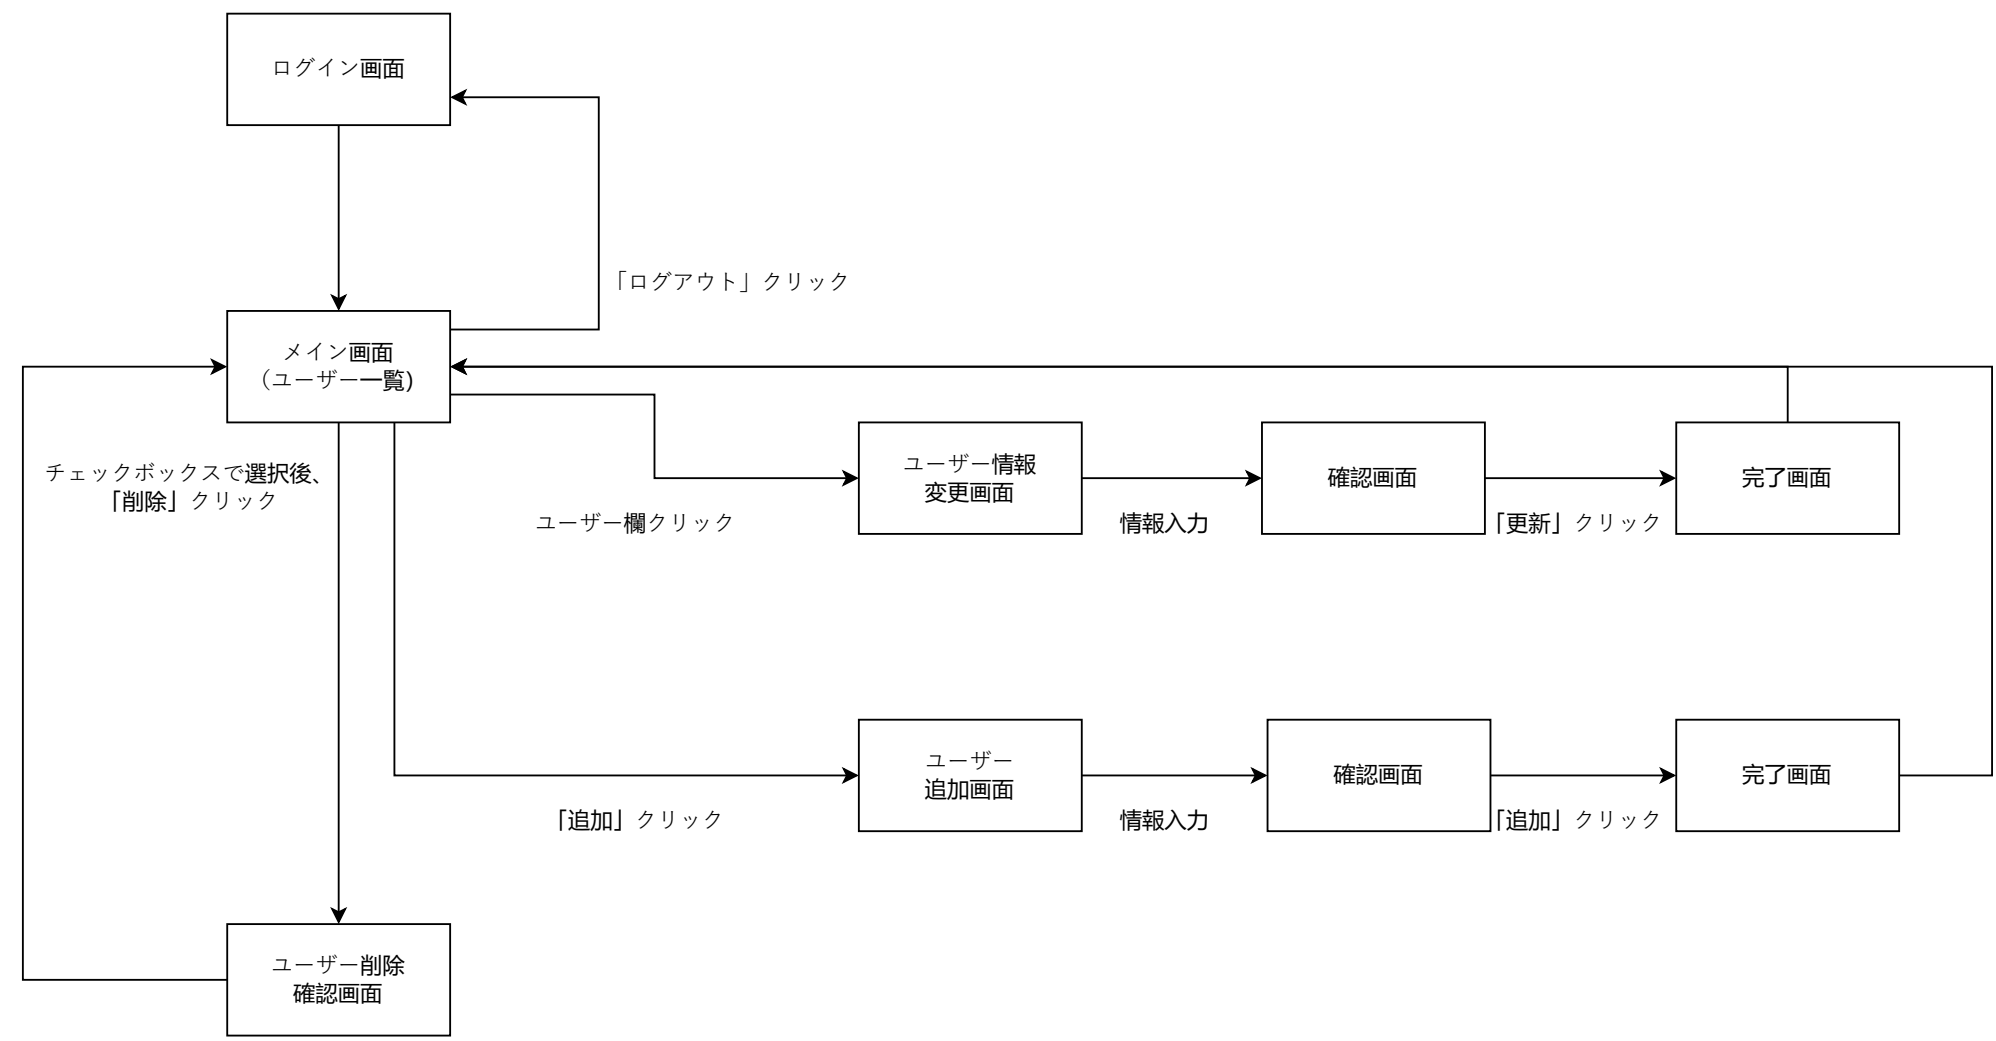 ログイン画面
「ログアウト」クリック
メイン画面
（ユーザー一覧)
チェックボックスで選択後、
「削除」クリック
ユーザー欄クリック
ユーザー情報
変更画面
情報入力
確認画面
「更新」クリック
完了画面
「追加」クリック
ユーザー
追加画面
情報入力
確認画面
「追加」クリック
完了画面
ユーザー削除
確認画面